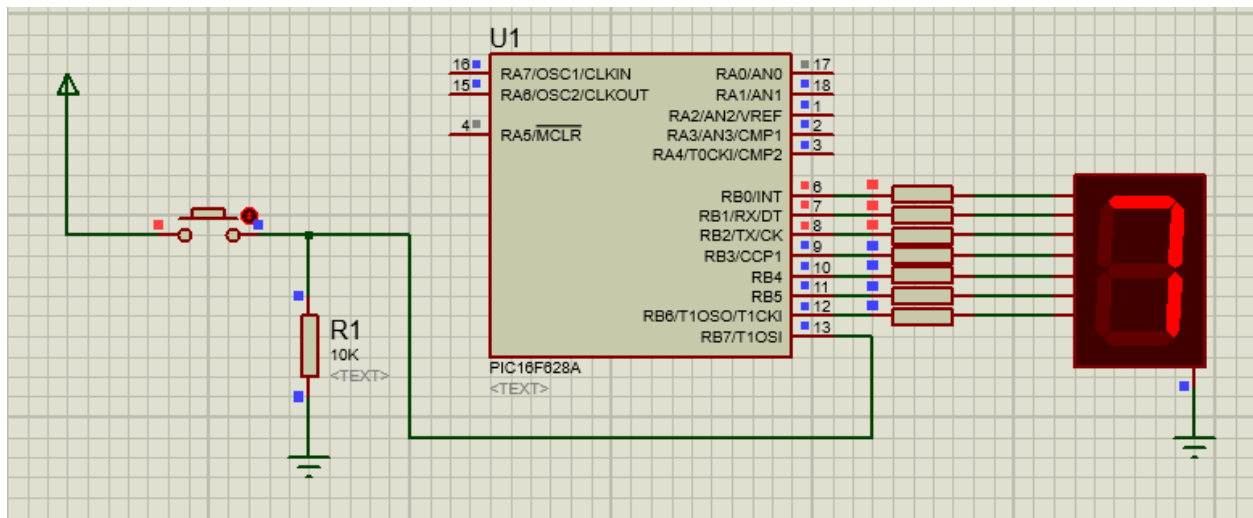 U1
16
RA7/OSC1/CLKIN
RA0/AN0
17
15
RA6/OSC2/CLKOUT
RA1/AN1
18
RA2/AN2/VREF
1
4
RA5/MCLR
RA3/AN3/CMP1
2
RA4/T0CKI/CMP2
3
RB0/INT
6
RB1/RX/DT
7
RB2/TX/CK
8
RB3/CCP1
9
RB4
10
RB5
11
RB6/T1OSO/T1CKI
12
RB7/T1OSI
13
R1
10K
<TEXT>
PIC16F628A
<TEXT>
7